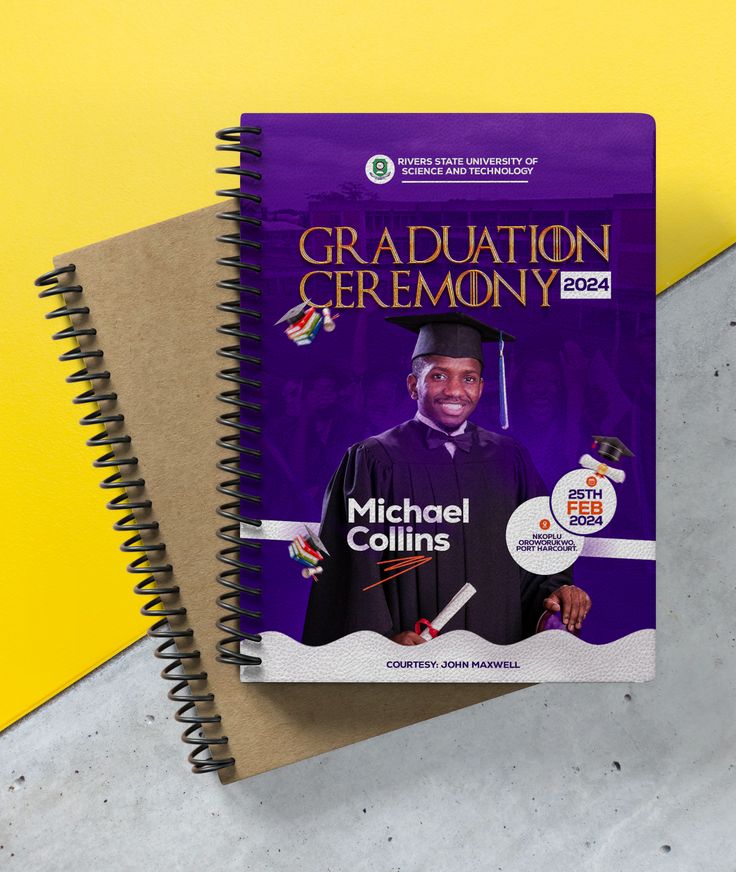 RIVERS STATE UNIVERSITY OF
SCIENCE AND TECHNOLOGY
GRADUATION
CEREMONY
2024
Michael
Collins
25TH
FEB
2024
NKOPLU
OROWORUKWO,
PORT HARCOURT.
COURTESY: JOHN MAXWELL